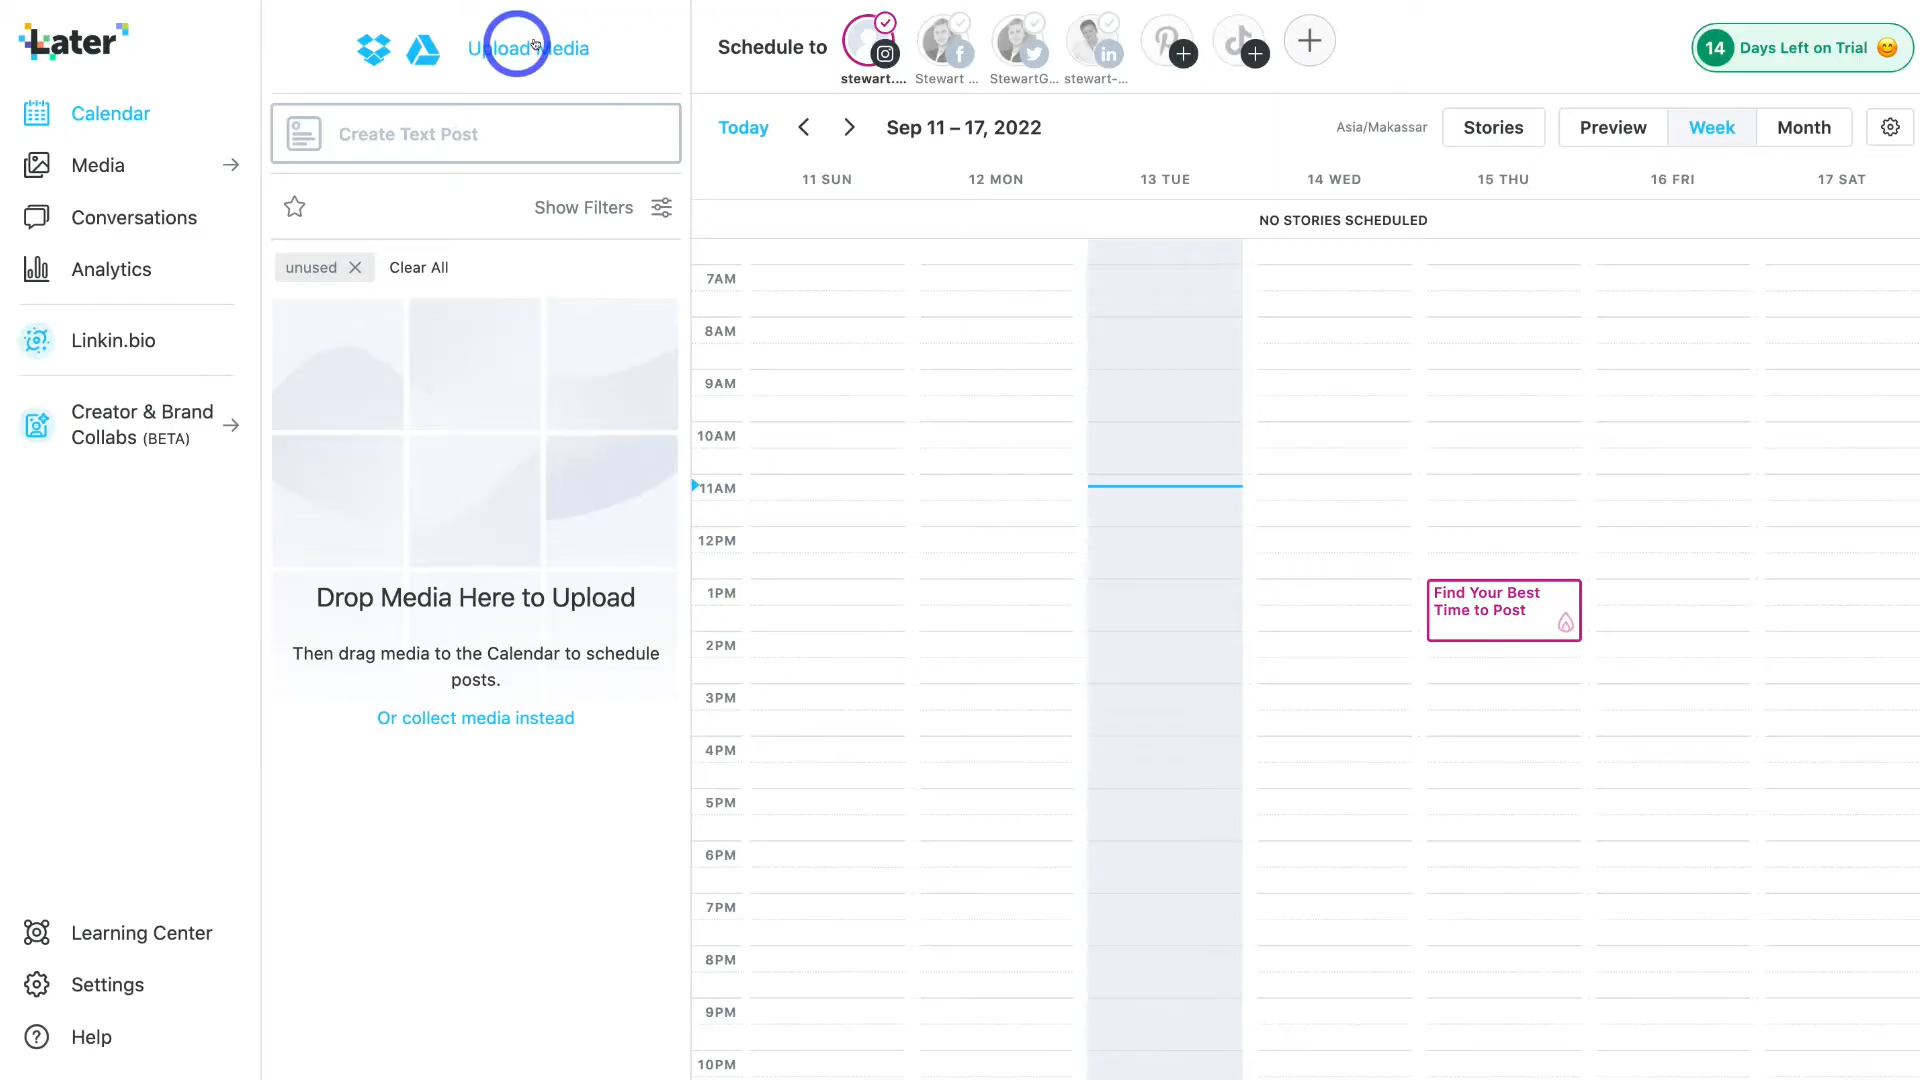 Later
Calendar
Media
Conversations
Analytics
Linkin.bio
Creator & Brand
Collabs (BETA)
Learning Center
Settings
Help
Upload Media
Create Text Post
Show Filters
unused
Clear All
Drop Media Here to Upload
Then drag media to the Calendar to schedule
posts.
Or collect media instead
Schedule to
stewart.... Stewart ... StewartG... stewart-...
14 Days Left on Trial 😊
Today
Sep 11 – 17, 2022
Asia/Makassar
Stories
Preview
Week
Month
11 SUN 12 MON 13 TUE 14 WED 15 THU 16 FRI 17 SAT
NO STORIES SCHEDULED
7AM
8AM
9AM
10AM
11AM
12PM
1PM
Find Your Best
Time to Post
2PM
3PM
4PM
5PM
6PM
7PM
8PM
9PM
10PM